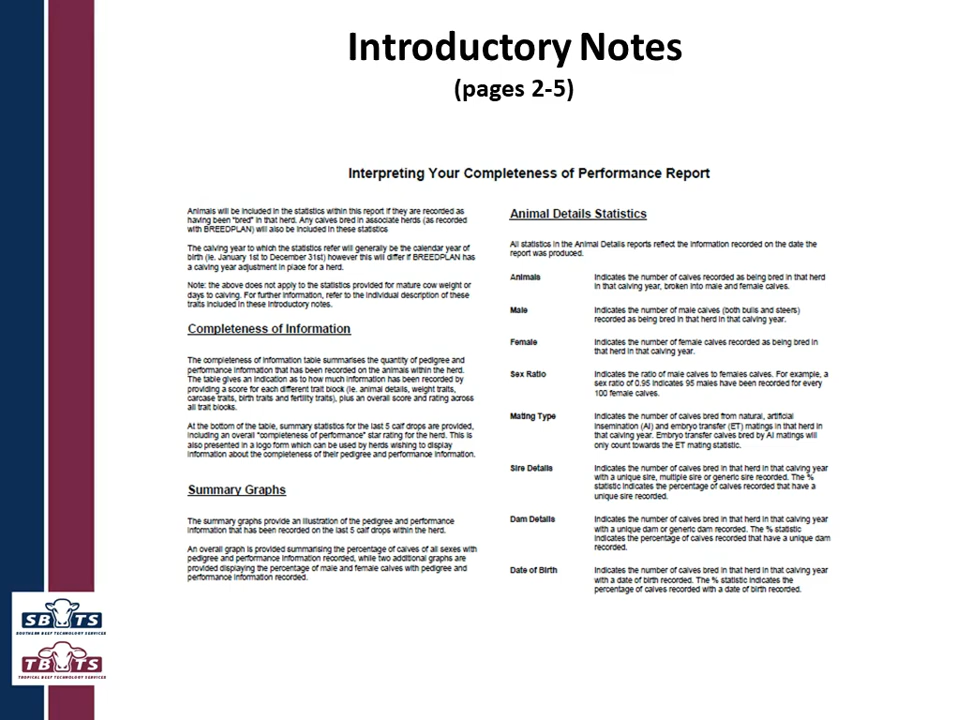 Introductory Notes
(pages 2-5)
Interpreting Your Completeness of Performance Report
Animals will be included in the statistics within this report if they are recorded as
having been "bred" in that herd. Any calves bred in associate herds (as recorded
with BREEDPLAN) will also be included in these statistics
The calving year to which the statistics refer will generally be the calendar year of
birth (ie. January 1st to December 31st) however this will differ if BREEDPLAN has
a calving year adjustment in place for a herd.
Note: the above does not apply to the statistics provided for mature cow weight or
days to calving. For further information, refer to the individual description of these
traits included in these introductory notes.
Completeness of Information
The completeness of information table summarises the quantity of pedigree and
performance information that has been recorded on the animals within the herd.
The table gives an indication as to how much information has been recorded by
providing a score for each different trait block (ie. animal details, weight traits,
carcase traits, birth traits and fertility traits), plus an overall score and rating across
all trait blocks.
At the bottom of the table, summary statistics for the last 5 calf drops are provided,
including an overall "completeness of performance" star rating for the herd. This is
also presented in a logo form which can be used by herds wishing to display
information about the completeness of their pedigree and performance information.
Summary Graphs
The summary graphs provide an illustration of the pedigree and performance
information that has been recorded on the last 5 calf drops within the herd.
An overall graph is provided summarising the percentage of calves of all sexes with
pedigree and performance information recorded, while two additional graphs are
provided displaying the percentage of male and female calves with pedigree and
performance information recorded.
Animal Details Statistics
All statistics in the Animal Details reports reflect the information recorded on the date the
report was produced.
Animals Indicates the number of calves recorded as being bred in that herd
in that calving year, broken into male and female calves.
Male Indicates the number of male calves (both bulls and steers)
recorded as being bred in that herd in that calving year.
Female Indicates the number of female calves recorded as being bred in
that herd in that calving year.
Sex Ratio Indicates the ratio of male calves to females calves. For example, a
sex ratio of 0.95 indicates 95 males have been recorded for every
100 female calves.
Mating Type Indicates the number of calves bred from natural, artificial
insemination (AI) and embryo transfer (ET) matings in that herd in
that calving year. Embryo transfer calves bred by AI matings will
only count towards the ET mating statistic.
Sire Details Indicates the number of calves bred in that herd in that calving year
with a unique sire, multiple sire or generic sire recorded. The %
statistic indicates the percentage of calves recorded that have a
unique sire recorded.
Dam Details Indicates the number of calves bred in that herd in that calving year
with a unique dam or generic dam recorded. The % statistic
indicates the percentage of calves recorded that have a unique dam
recorded.
Date of Birth Indicates the number of calves bred in that herd in that calving year
with a date of birth recorded. The % statistic indicates the
percentage of calves recorded with a date of birth recorded.
SBTS
SOUTHERN BEEF TECHNOLOGY SERVICES
TBTS
TROPICAL BEEF TECHNOLOGY SERVICES